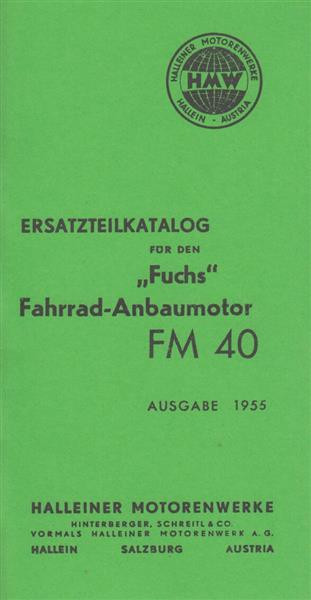 HALLEINER MOTORENWERKE
HMW
HALLEIN - AUSTRIA
ERSATZTEILKATALOG
FÜR DEN
„Fuchs“
Fahrrad-Anbaumotor
FM 40
AUSGABE 1955
HALLEINER MOTORENWERKE
HINTERBERGER, SCHREITL & CO.
VORMALS HALLEINER MOTORENWERK A. G.
HALLEIN SALZBURG AUSTRIA